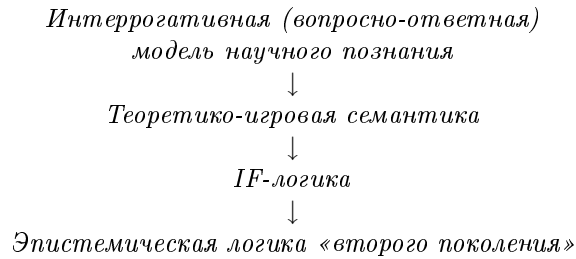 Интеррогативная (вопросно-ответная)
модель научного познания
↓
Теоретико-игровая семантика
↓
IF-логика
↓
Эпистемическая логика «второго поколения»